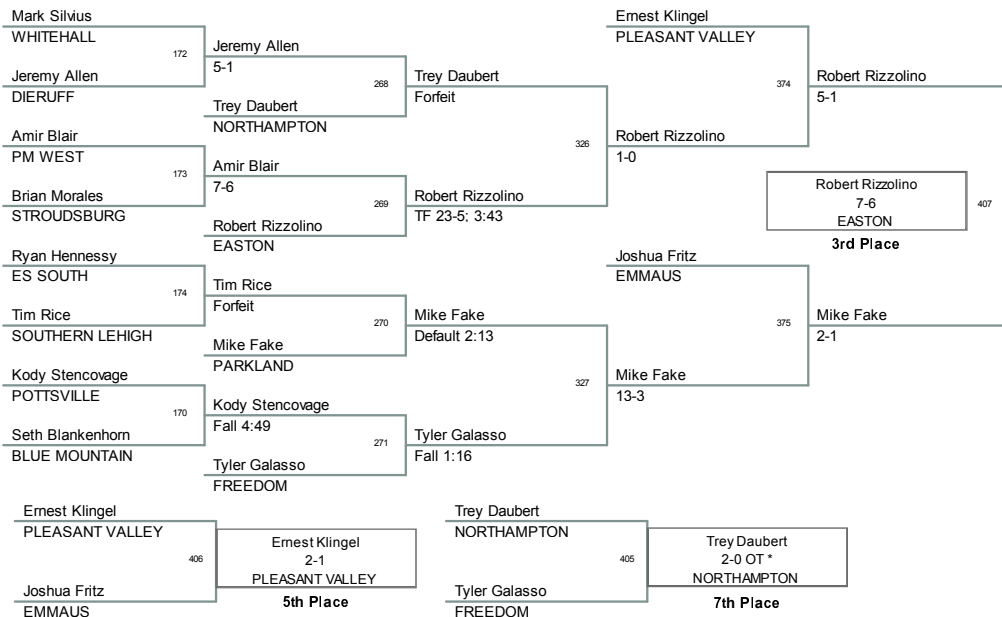 Mark Silvius
WHITEHALL
172
Jeremy Allen
DIERUFF
Amir Blair
PM WEST
173
Brian Morales
STROUDSBURG
Ryan Hennessy
ES SOUTH
174
Tim Rice
SOUTHERN LEHIGH
Kody Stencovage
POTTSVILLE
170
Seth Blankenhorn
BLUE MOUNTAIN
Jeremy Allen
5-1
268
Trey Daubert
NORTHAMPTON
Amir Blair
7-6
269
Robert Rizzolino
EASTON
Tim Rice
Forfeit
270
Mike Fake
PARKLAND
Kody Stencovage
Fall 4:49
271
Tyler Galasso
FREEDOM
Trey Daubert
Forfeit
326
Robert Rizzolino
TF 23-5; 3:43
Mike Fake
Default 2:13
327
Tyler Galasso
Fall 1:16
Ernest Klingel
PLEASANT VALLEY
374
Robert Rizzolino
1-0
Joshua Fritz
EMMAUS
375
Mike Fake
13-3
Robert Rizzolino
5-1
Robert Rizzolino
7-6
EASTON
407
3rd Place
Mike Fake
2-1
Ernest Klingel
PLEASANT VALLEY
406
Joshua Fritz
EMMAUS
Ernest Klingel
2-1
PLEASANT VALLEY
5th Place
Trey Daubert
NORTHAMPTON
405
Tyler Galasso
FREEDOM
Trey Daubert
2-0 OT *
NORTHAMPTON
7th Place